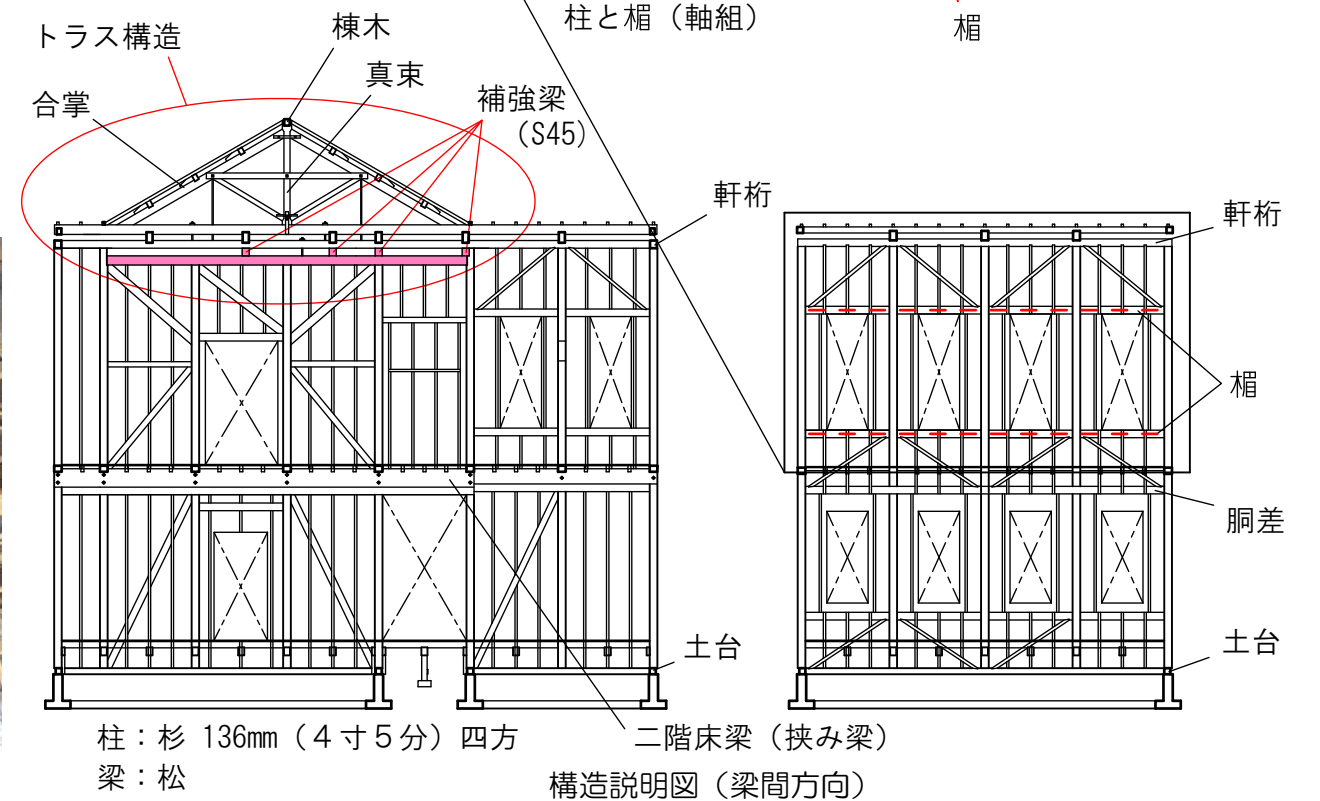 柱と楣（軸組）
楣
トラス構造
棟木
真束
合掌
補強梁
（S45）
軒桁
軒桁
楣
胴差
土台
土台
柱：杉 136mm（４寸５分）四方
二階床梁（挟み梁）
梁：松
構造説明図（梁間方向）